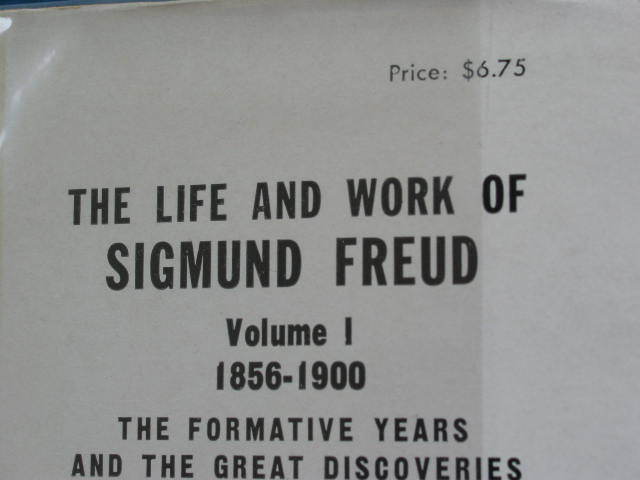 Price: $6.75
THE LIFE AND WORK OF
SIGMUND FREUD
Volume I
1856-1900
THE FORMATIVE YEARS
AND THE GREAT DISCOVERIES